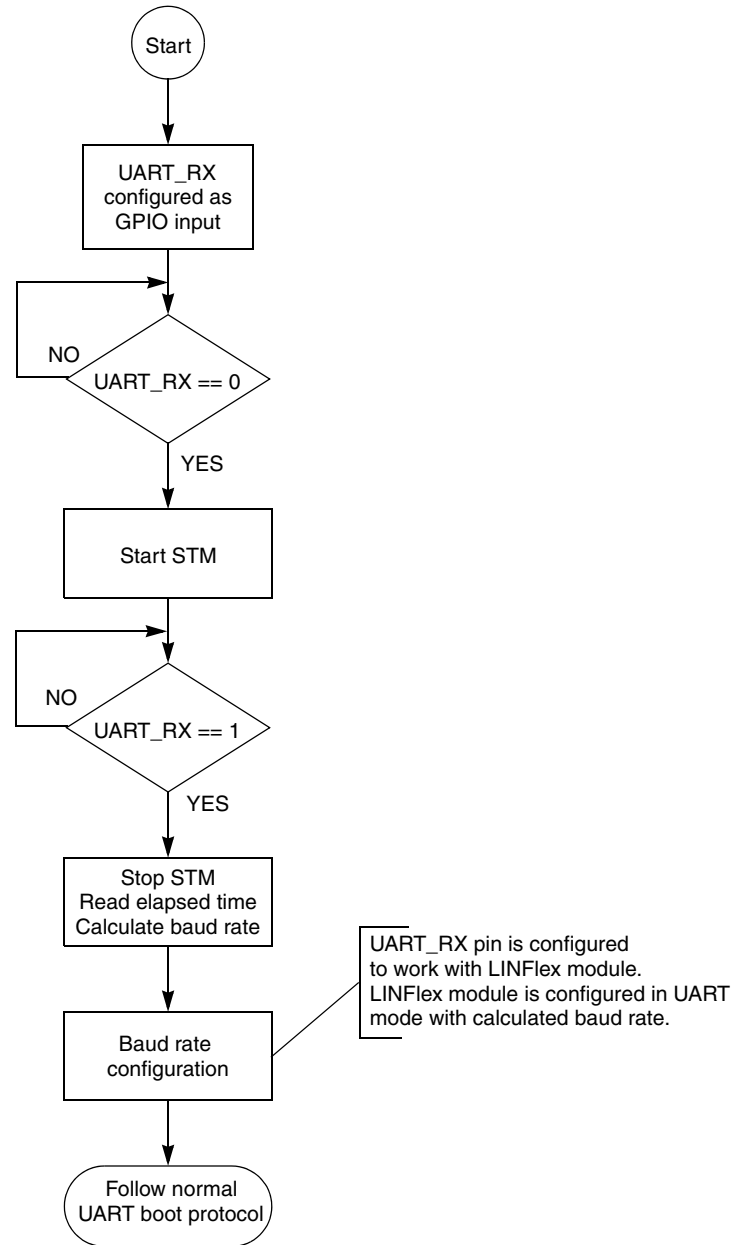 Start
UART_RX
configured as
GPIO input
NO
UART_RX == 0
YES
Start STM
NO
UART_RX == 1
YES
Stop STM
Read elapsed time
Calculate baud rate
UART_RX pin is configured
to work with LINFlex module.
LINFlex module is configured in UART
mode with calculated baud rate.
Baud rate
configuration
Follow normal
UART boot protocol